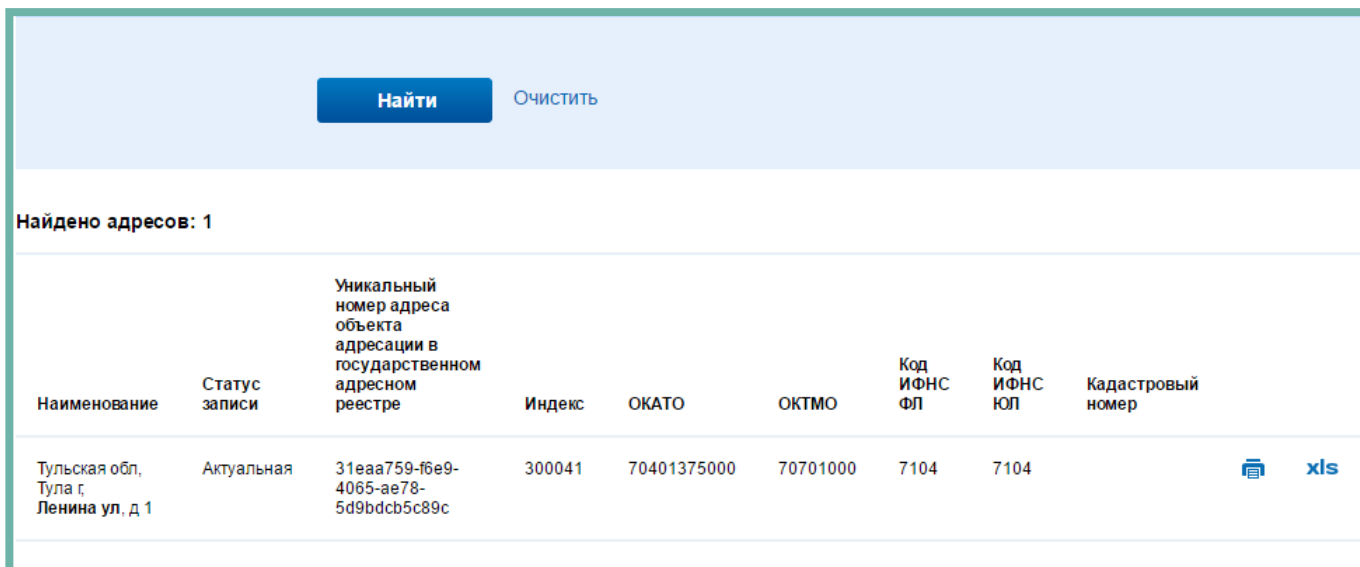 Найти Очистить
Найдено адресов: 1
Уникальный
номер адреса
объекта
адресации в
государственном
адресном
реестре
Наименование
Статус
записи
Индекс
ОКАТО
ОКТМО
Код
ИФНС
ФЛ
Код
ИФНС
ЮЛ
Кадастровый
номер
Тульская обл,
Тула г,
Ленина ул, д 1
Актуальная
31eaa759-f6e9-
4065-ae78-
5d9bdcb5c89c
300041
70401375000
70701000
7104
7104
xls